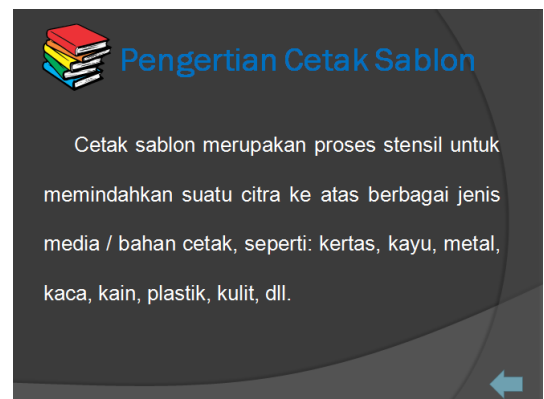 Pengertian Cetak Sablon
Cetak sablon merupakan proses stensil untuk
memindahkan suatu citra ke atas berbagai jenis
media / bahan cetak, seperti: kertas, kayu, metal,
kaca, kain, plastik, kulit, dll.